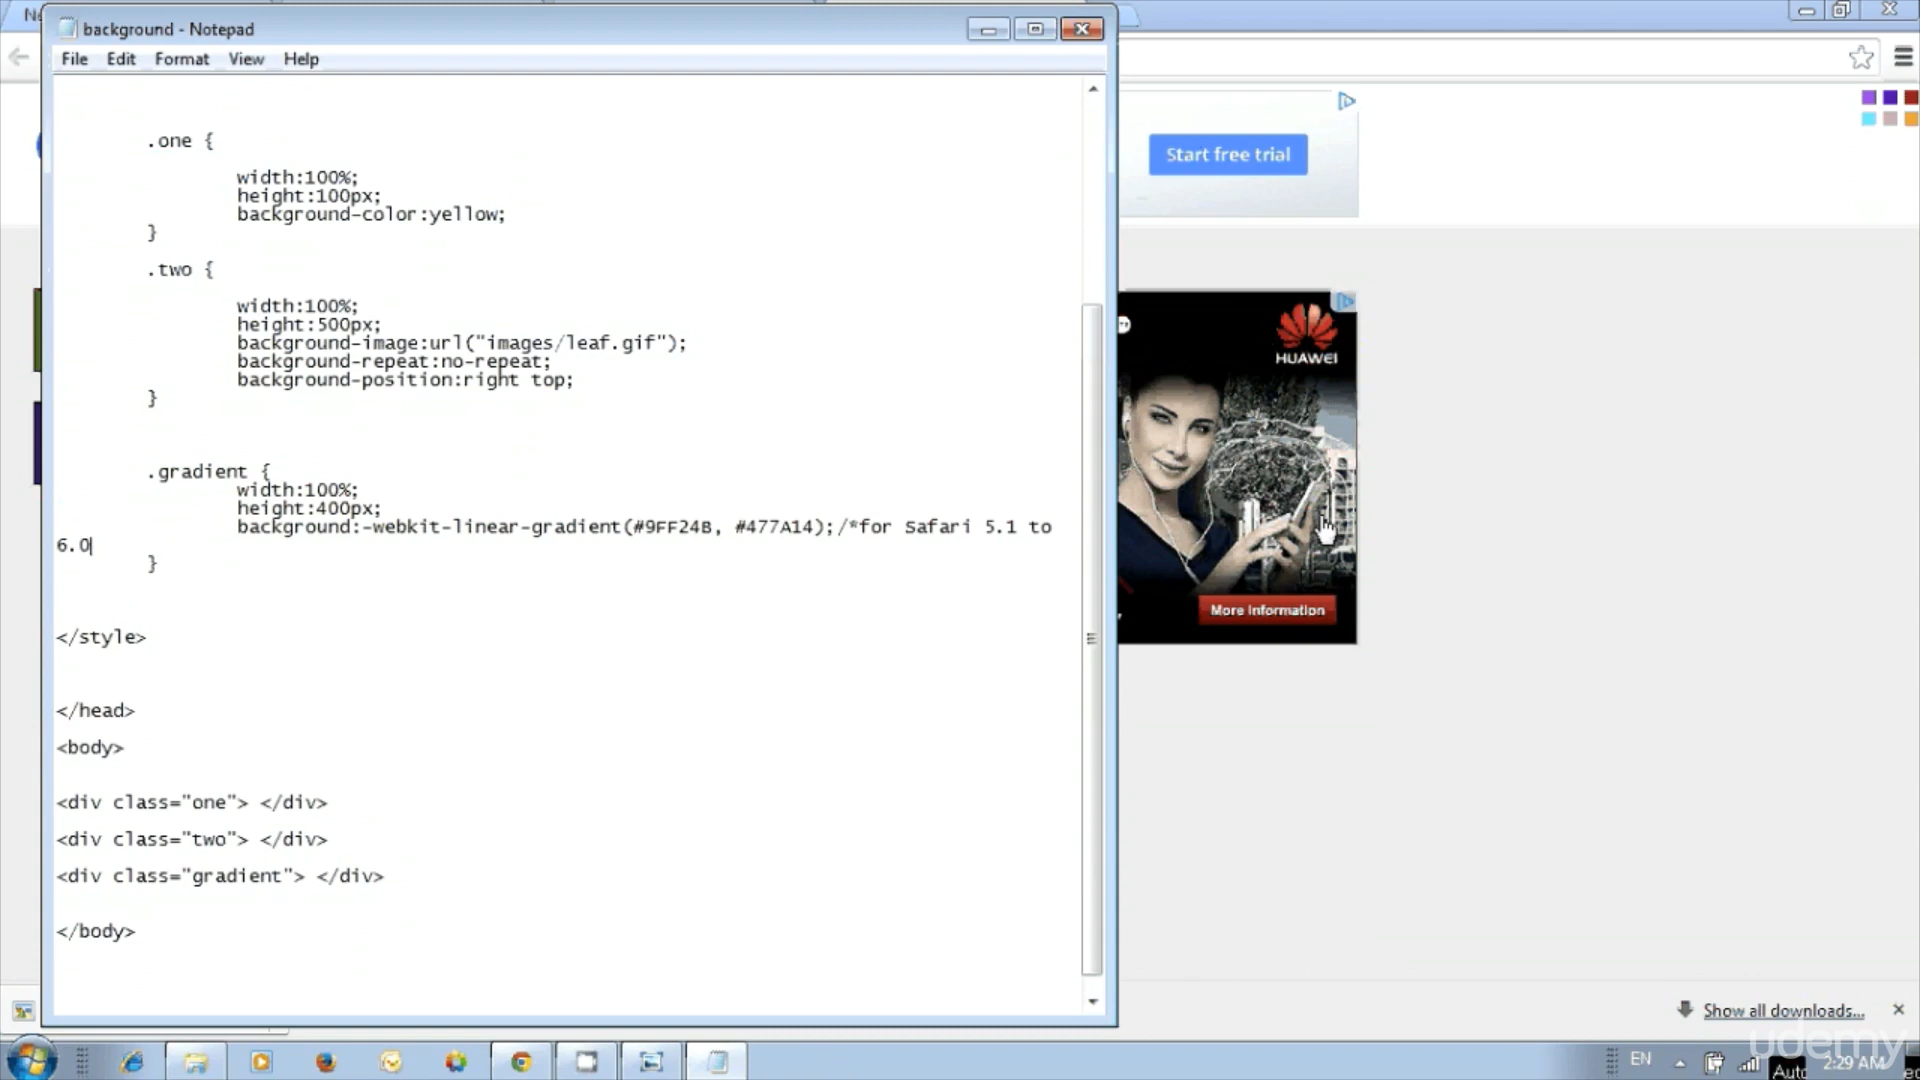 background - Notepad
File Edit Format View Help
.one {
width:100%;
height:100px;
background-color:yellow;
}
.two {
width:100%;
height:500px;
background-image:url("images/leaf.gif");
background-repeat:no-repeat;
background-position:right top;
}
.gradient {
width:100%;
height:400px;
background:-webkit-linear-gradient(#9FF24B, #477A14);/*for Safari 5.1 to
6.0
}
</style>
</head>
<body>
<div class="one"> </div>
<div class="two"> </div>
<div class="gradient"> </div>
</body>
Start free trial
HUAWEI
More Information
Show all downloads...
udemy
EN
2:29 AM